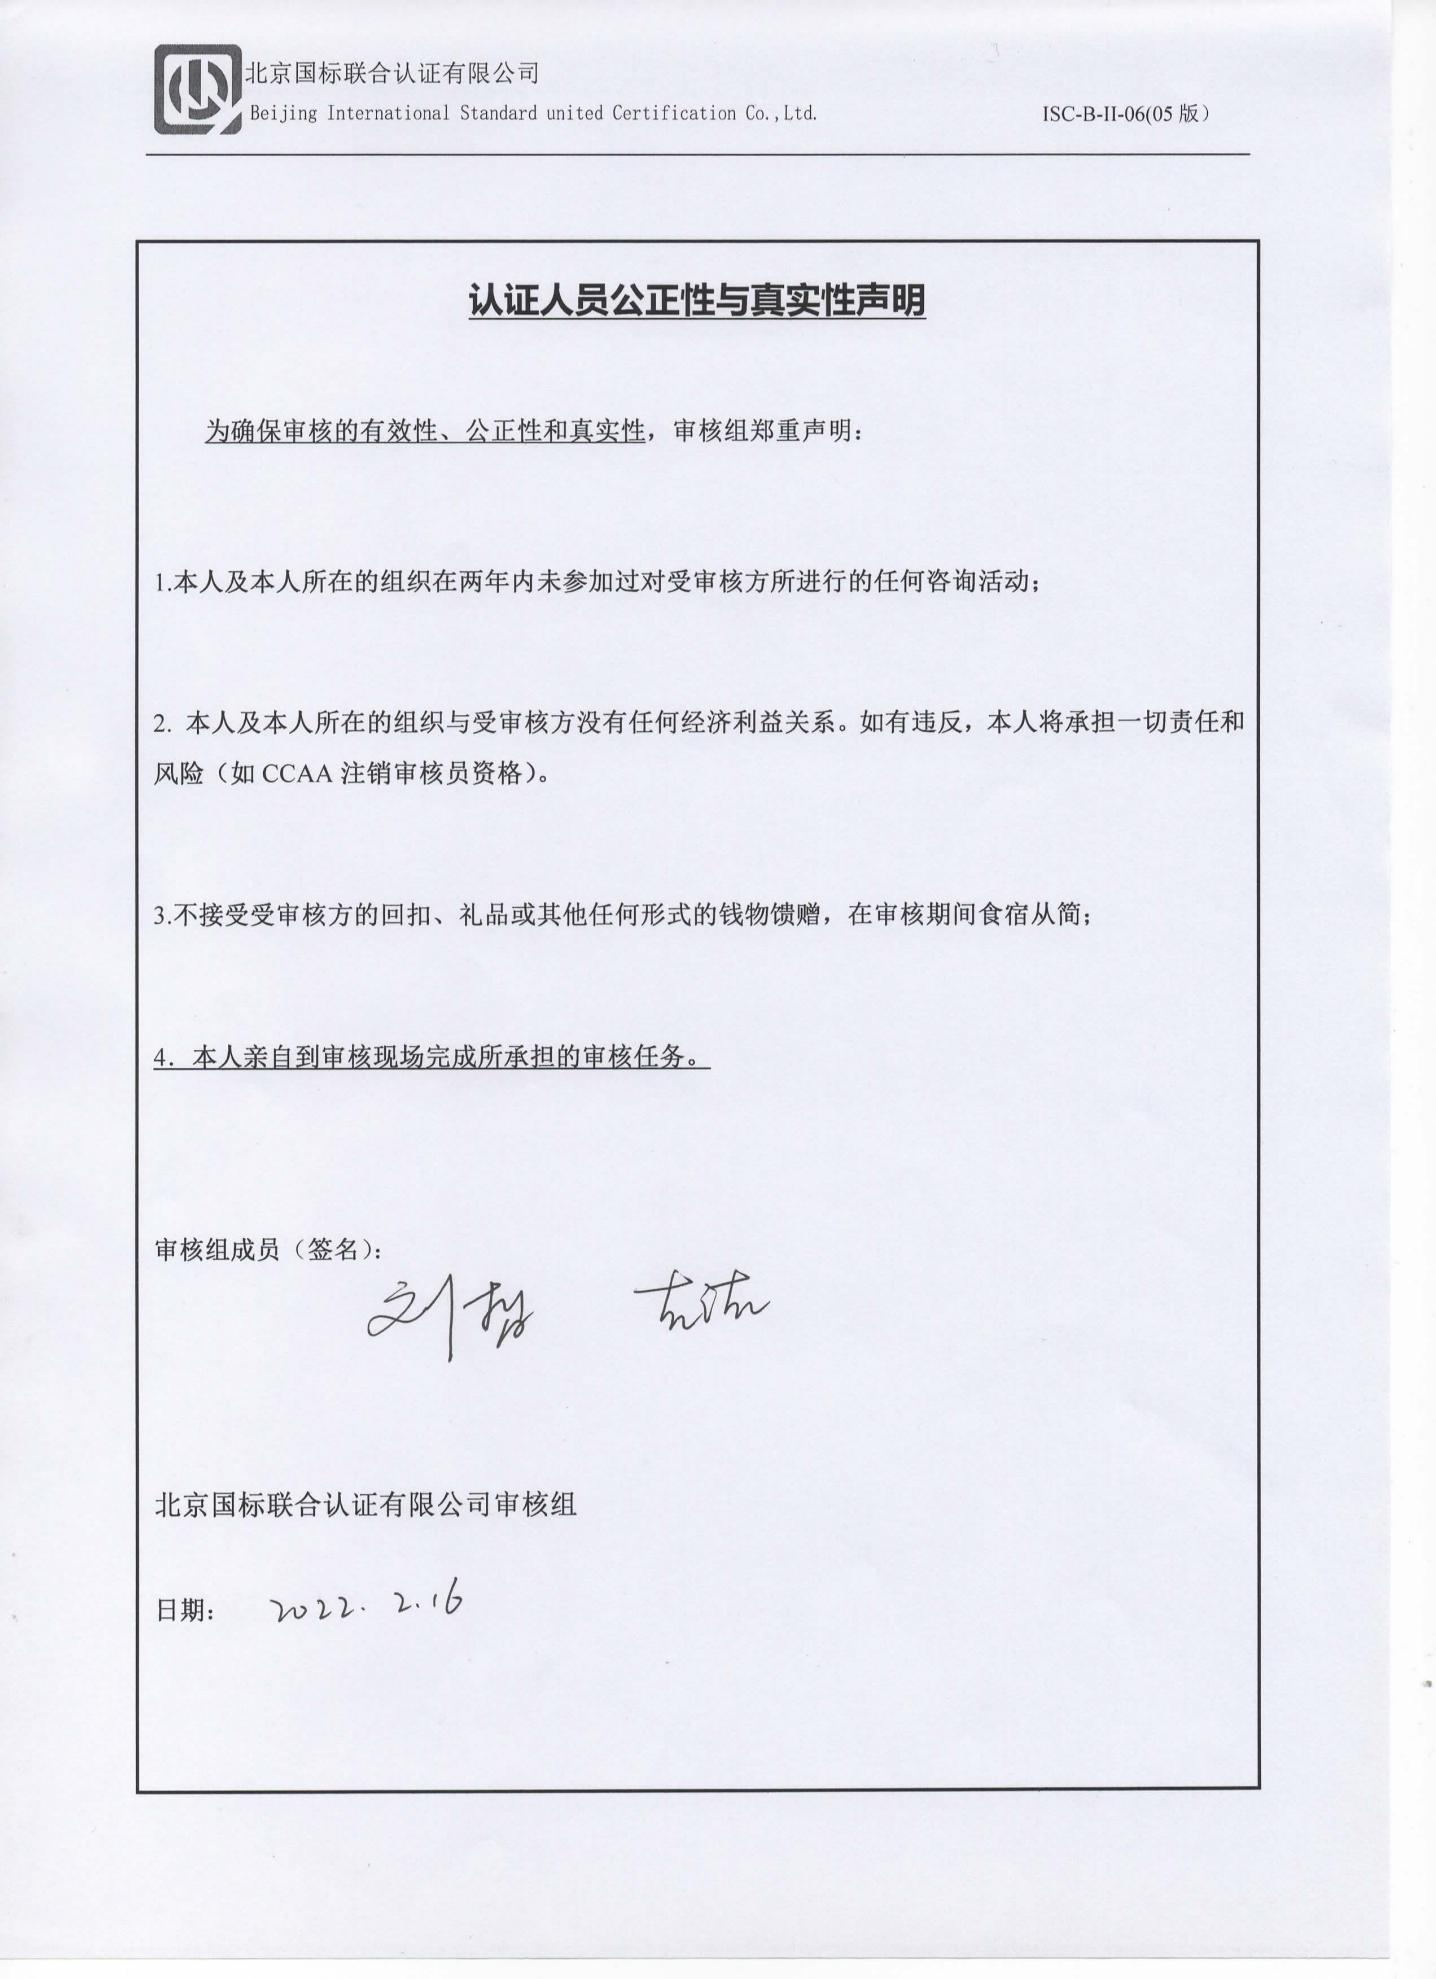 北京国标联合认证有限公司
Beijing International Standard united Certification Co.,Ltd.
ISC-B-II-06(05 版）
认证人员公正性与真实性声明
为确保审核的有效性、公正性和真实性，审核组郑重声明：
1.本人及本人所在的组织在两年内未参加过对受审核方所进行的任何咨询活动；
2. 本人及本人所在的组织与受审核方没有任何经济利益关系。如有违反，本人将承担一切责任和
风险（如 CCAA 注销审核员资格）。
3.不接受受审核方的回扣、礼品或其他任何形式的钱物馈赠，在审核期间食宿从简；
4．本人亲自到审核现场完成所承担的审核任务。
审核组成员（签名）：
刘哲
北京国标联合认证有限公司审核组
日期： 2022.2.16